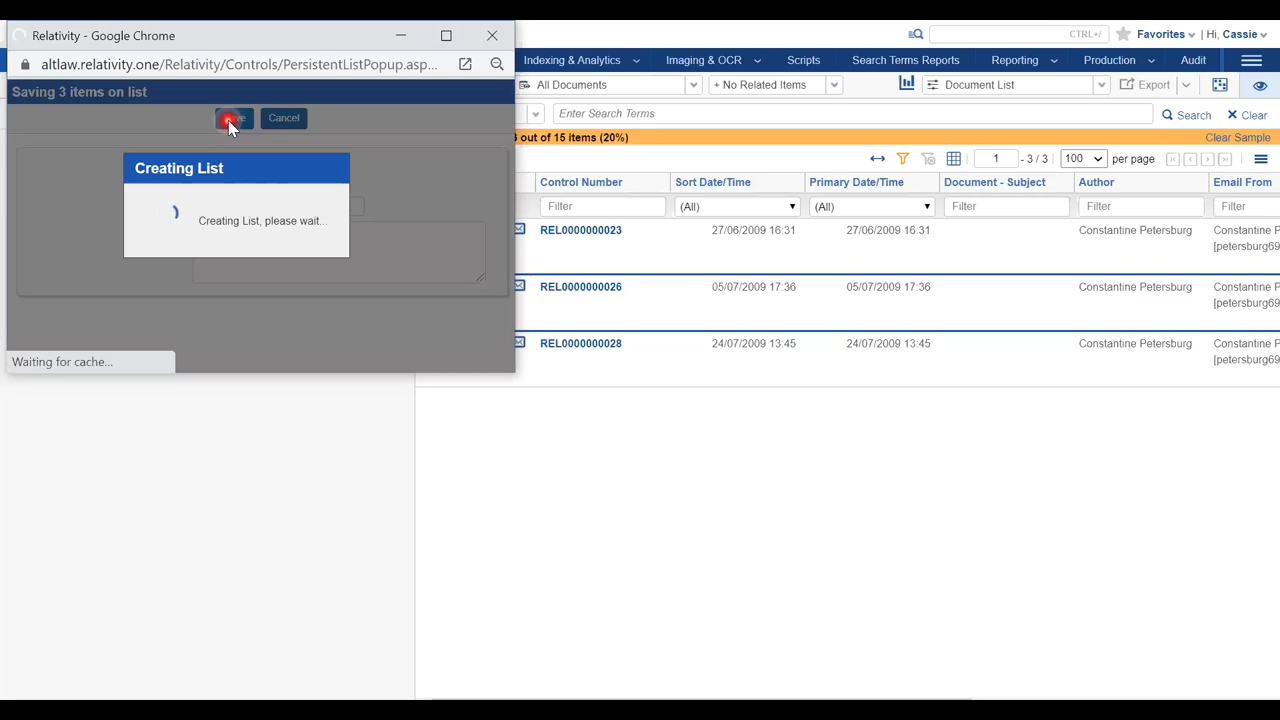 Relativity - Google Chrome
CTRL+/
Favorites | Hi, Cassie
altlaw.relativity.one/Relativity/Controls/PersistentListPopup.asp...
Indexing & Analytics Imaging & OCR Scripts Search Terms Reports Reporting Production Audit
Saving 3 items on list
All Documents + No Related Items Document List Export
Cancel
Enter Search Terms Search Clear
out of 15 items (20%) Clear Sample
1 - 3 / 3 100 per page
Creating List
Creating List, please wait...
Control Number Sort Date/Time Primary Date/Time Document - Subject Author Email From
Filter (All) (All) Filter Filter Filter
REL0000000023 27/06/2009 16:31 27/06/2009 16:31 Constantine Petersburg Constantine P
[petersburg69
REL0000000026 05/07/2009 17:36 05/07/2009 17:36 Constantine Petersburg Constantine P
[petersburg69
REL0000000028 24/07/2009 13:45 24/07/2009 13:45 Constantine Petersburg Constantine P
[petersburg69
Waiting for cache...